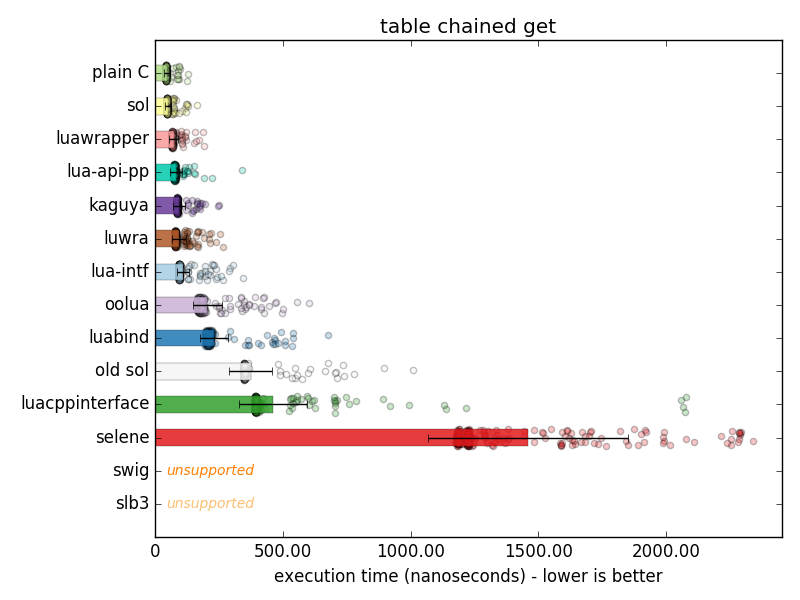 table chained get
plain C
sol
luawrapper
lua-api-pp
kaguya
luwra
lua-intf
oolua
luabind
old sol
luacppinterface
selene
swig unsupported
slb3 unsupported
0 500.00 1000.00 1500.00 2000.00
execution time (nanoseconds) - lower is better